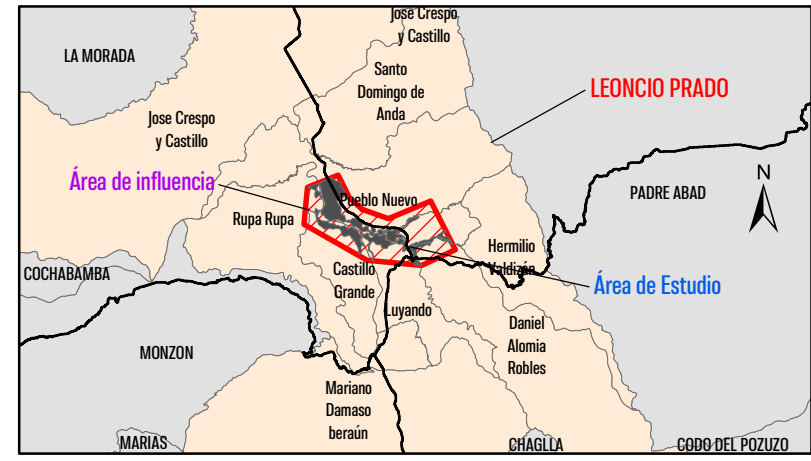 Jose Crespo
y Castillo
LA MORADA
Santo
Domingo de
Anda
LEONCIO PRADO
Jose Crespo
y Castillo
Área de influencia
Pueblo Nuevo
PADRE ABAD
N
Rupa Rupa
Hermilio
Valdizán
COCHABAMBA
Castillo
Grande
Área de Estudio
Luyando
Daniel
Alomia
Robles
MONZON
Mariano
Damaso
beraún
MARIAS
CHAGLLA
CODO DEL POZUZO